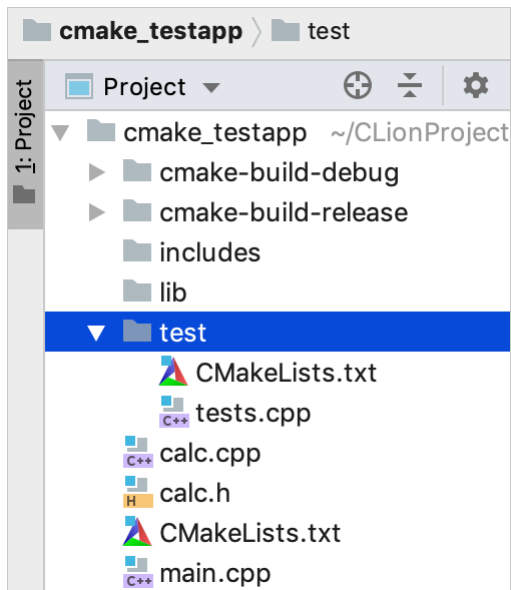 cmake_testapp test
1: Project
Project
cmake_testapp ~/CLionProject
cmake-build-debug
cmake-build-release
includes
lib
test
CMakeLists.txt
C++ tests.cpp
C++ calc.cpp
H calc.h
CMakeLists.txt
C++ main.cpp